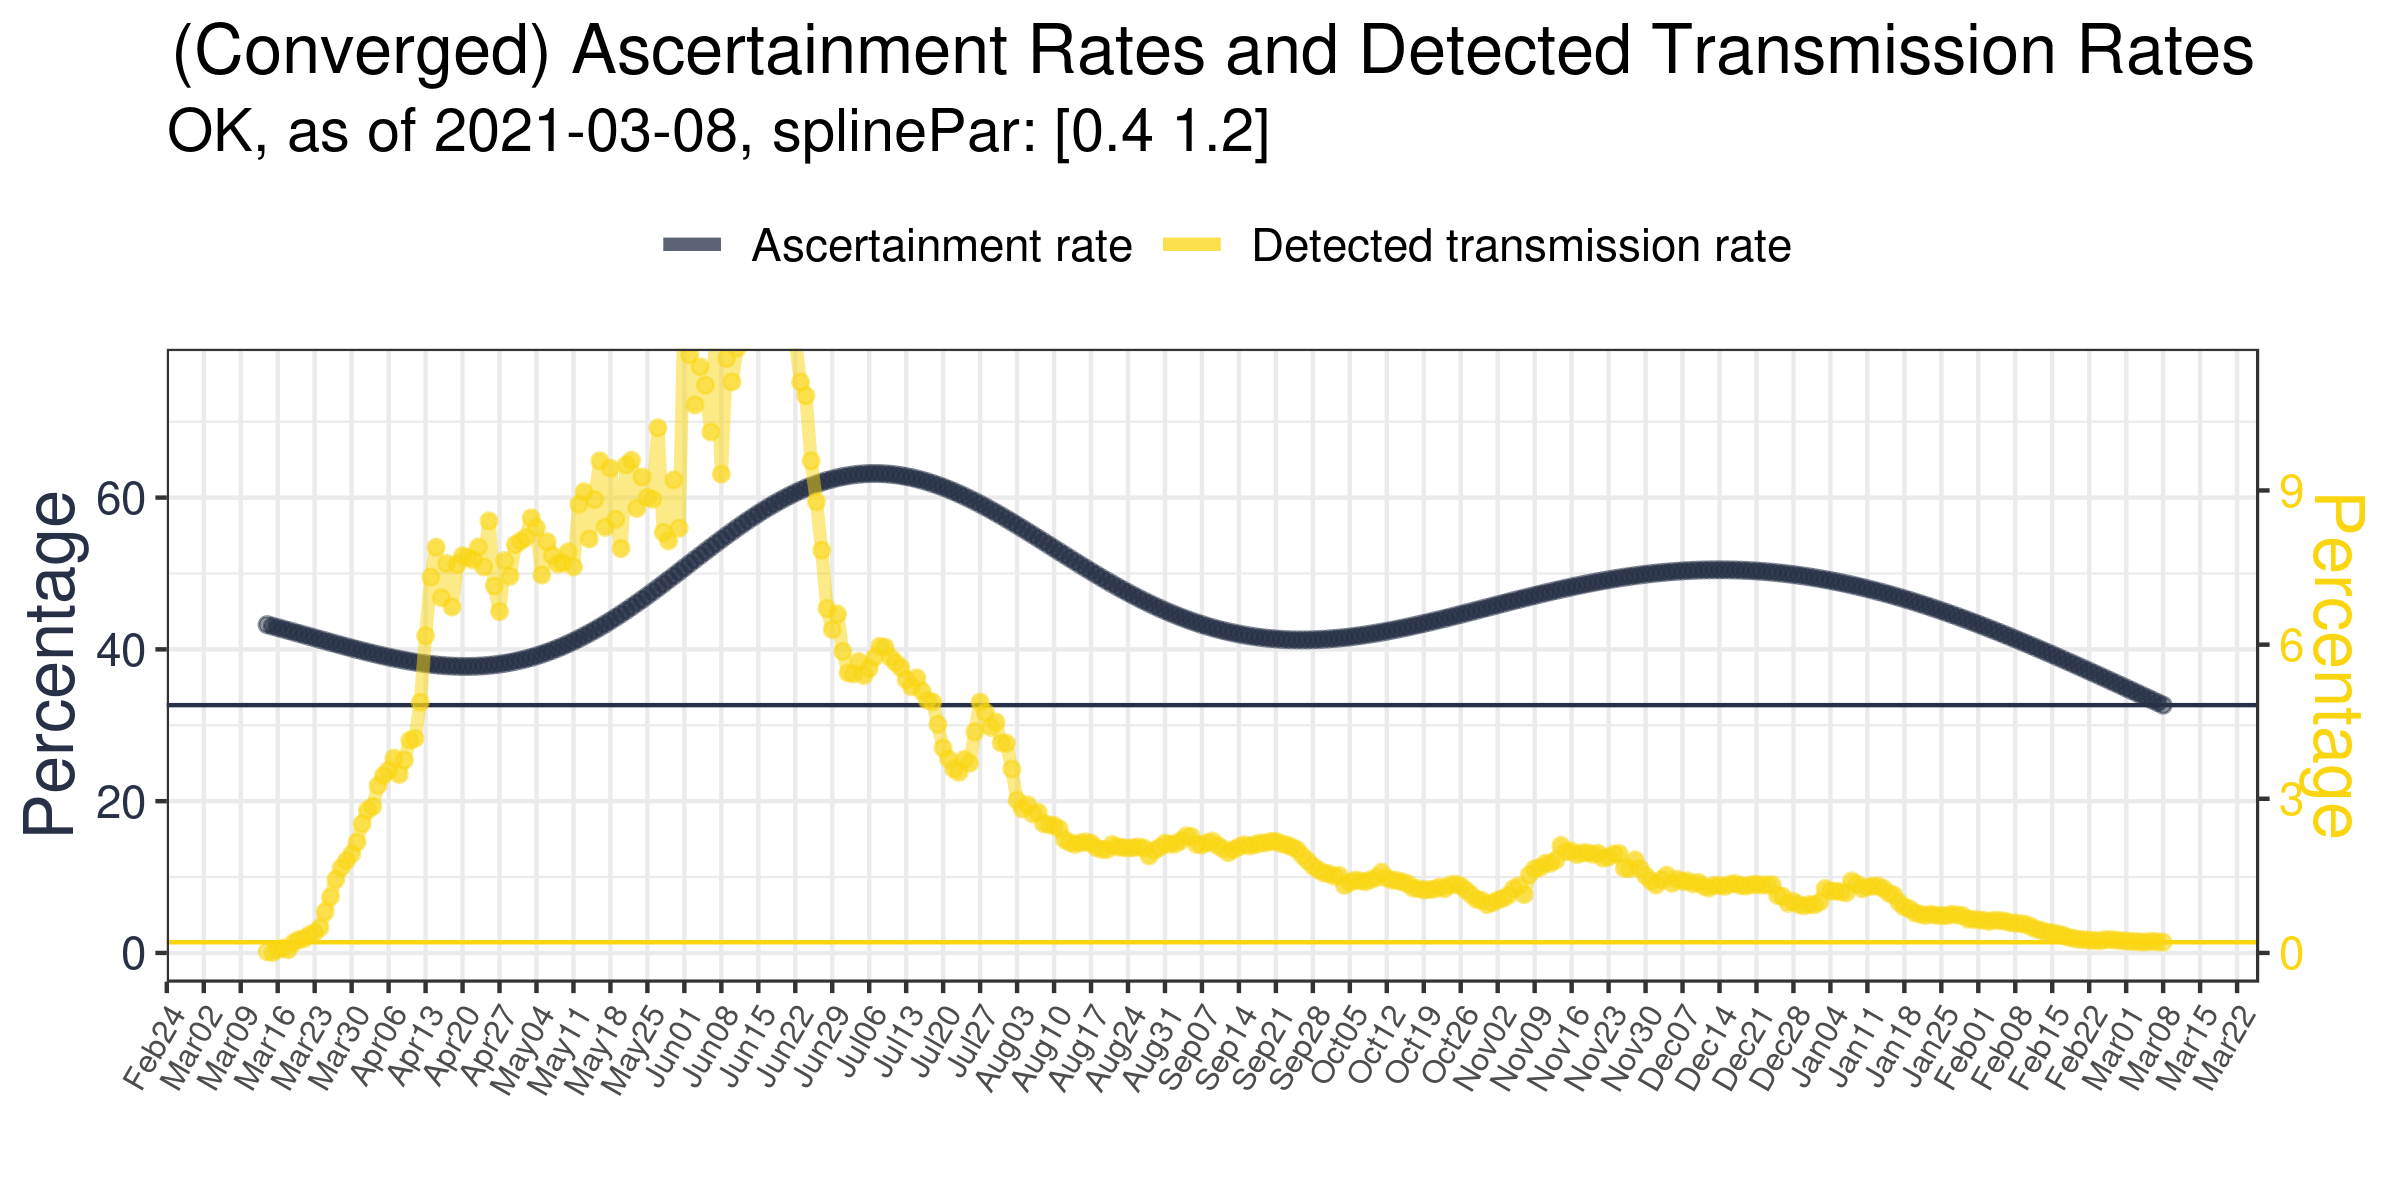 (Converged) Ascertainment Rates and Detected Transmission Rates
OK, as of 2021-03-08, splinePar: [0.4 1.2]
Ascertainment rate Detected transmission rate
Percentage
60
40
20
0
9
6
3
0
Percentage
Feb24 Mar02 Mar09 Mar16 Mar23 Mar30 Apr06 Apr13 Apr20 Apr27 May04 May11 May18 May25 Jun01 Jun08 Jun15 Jun22 Jun29 Jul06 Jul13 Jul20 Jul27 Aug03 Aug10 Aug17 Aug24 Aug31 Sep07 Sep14 Sep21 Sep28 Oct05 Oct12 Oct19 Oct26 Nov02 Nov09 Nov16 Nov23 Nov30 Dec07 Dec14 Dec21 Dec28 Jan04 Jan11 Jan18 Jan25 Feb01 Feb08 Feb15 Feb22 Mar01 Mar08 Mar15 Mar22